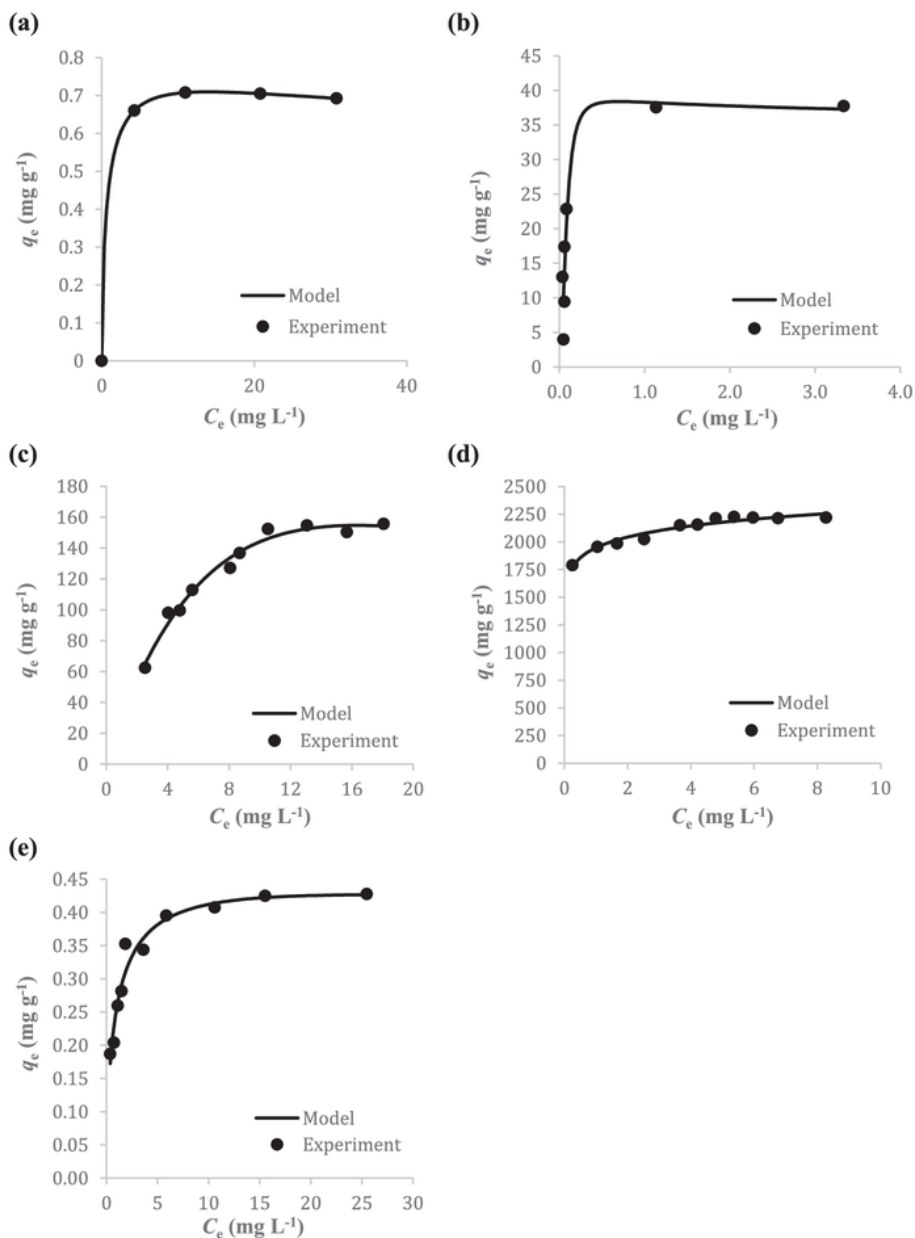 (a)
0.8
0.7
0.6
0.5
0.4
0.3
0.2
0.1
0
qe (mg g-1)
Model
Experiment
0 20 40
Ce (mg L-1)
(b)
45
40
35
30
25
20
15
10
5
0
qe (mg g-1)
Model
Experiment
0.0 1.0 2.0 3.0 4.0
Ce (mg L-1)
(c)
180
160
140
120
100
80
60
40
20
0
qe (mg g-1)
Model
Experiment
0 4 8 12 16 20
Ce (mg L-1)
(d)
2500
2250
2000
1750
1500
1250
1000
750
500
250
0
qe (mg g-1)
Model
Experiment
0 2 4 6 8 10
Ce (mg L-1)
(e)
0.45
0.40
0.35
0.30
0.25
0.20
0.15
0.10
0.05
0.00
qe (mg g-1)
Model
Experiment
0 5 10 15 20 25 30
Ce (mg L-1)